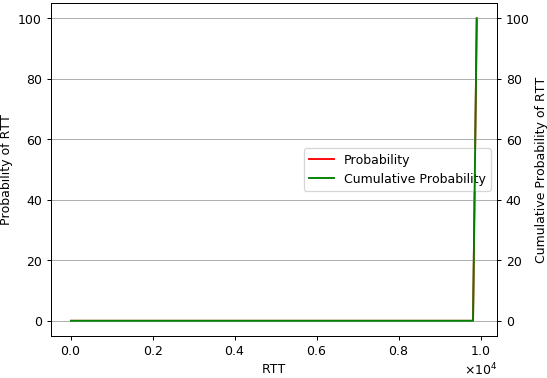 100 100
80 80
60 60
40 40
20 20
0 0
Probability of RTT
Cumulative Probability of RTT
Probability
Cumulative Probability
0.0 0.2 0.4 0.6 0.8 1.0
RTT
×10⁴